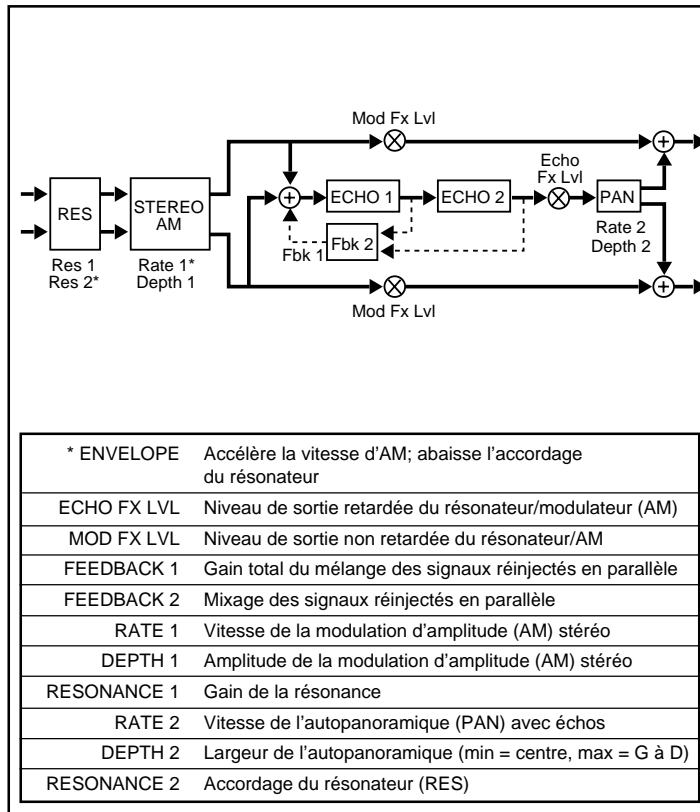 Mod Fx Lvl
Echo
Fx Lvl
RES
STEREO
AM
ECHO 1
ECHO 2
PAN
Fbk 2
Fbk 1
Rate 2
Depth 2
Res 1
Res 2*
Rate 1*
Depth 1
Mod Fx Lvl
* ENVELOPE Accélère la vitesse d'AM; abaisse l'accordage
du résonateur
ECHO FX LVL Niveau de sortie retardée du résonateur/modulateur (AM)
MOD FX LVL Niveau de sortie non retardée du résonateur/AM
FEEDBACK 1 Gain total du mélange des signaux réinjectés en parallèle
FEEDBACK 2 Mixage des signaux réinjectés en parallèle
RATE 1 Vitesse de la modulation d'amplitude (AM) stéréo
DEPTH 1 Amplitude de la modulation d'amplitude (AM) stéréo
RESONANCE 1 Gain de la résonance
RATE 2 Vitesse de l'autopanoramique (PAN) avec échos
DEPTH 2 Largeur de l'autopanoramique (min = centre, max = G à D)
RESONANCE 2 Accordage du résonateur (RES)